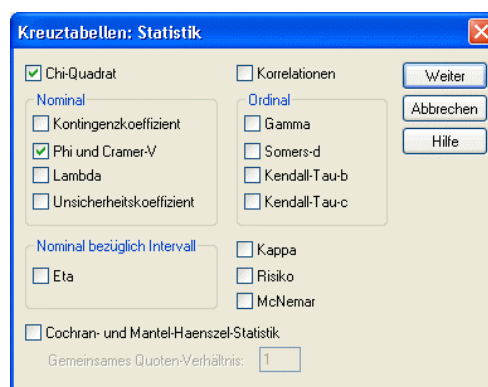 Kreuztabellen: Statistik
Chi-Quadrat
Korrelationen
Weiter
Nominal
Ordinal
Abbrechen
Kontingenzkoeffizient
Gamma
Hilfe
Phi und Cramer-V
Somers-d
Lambda
Kendall-Tau-b
Unsicherheitskoeffizient
Kendall-Tau-c
Nominal bezüglich Intervall
Kappa
Eta
Risiko
McNemar
Cochran- und Mantel-Haenszel-Statistik
Gemeinsames Quoten-Verhältnis: 1